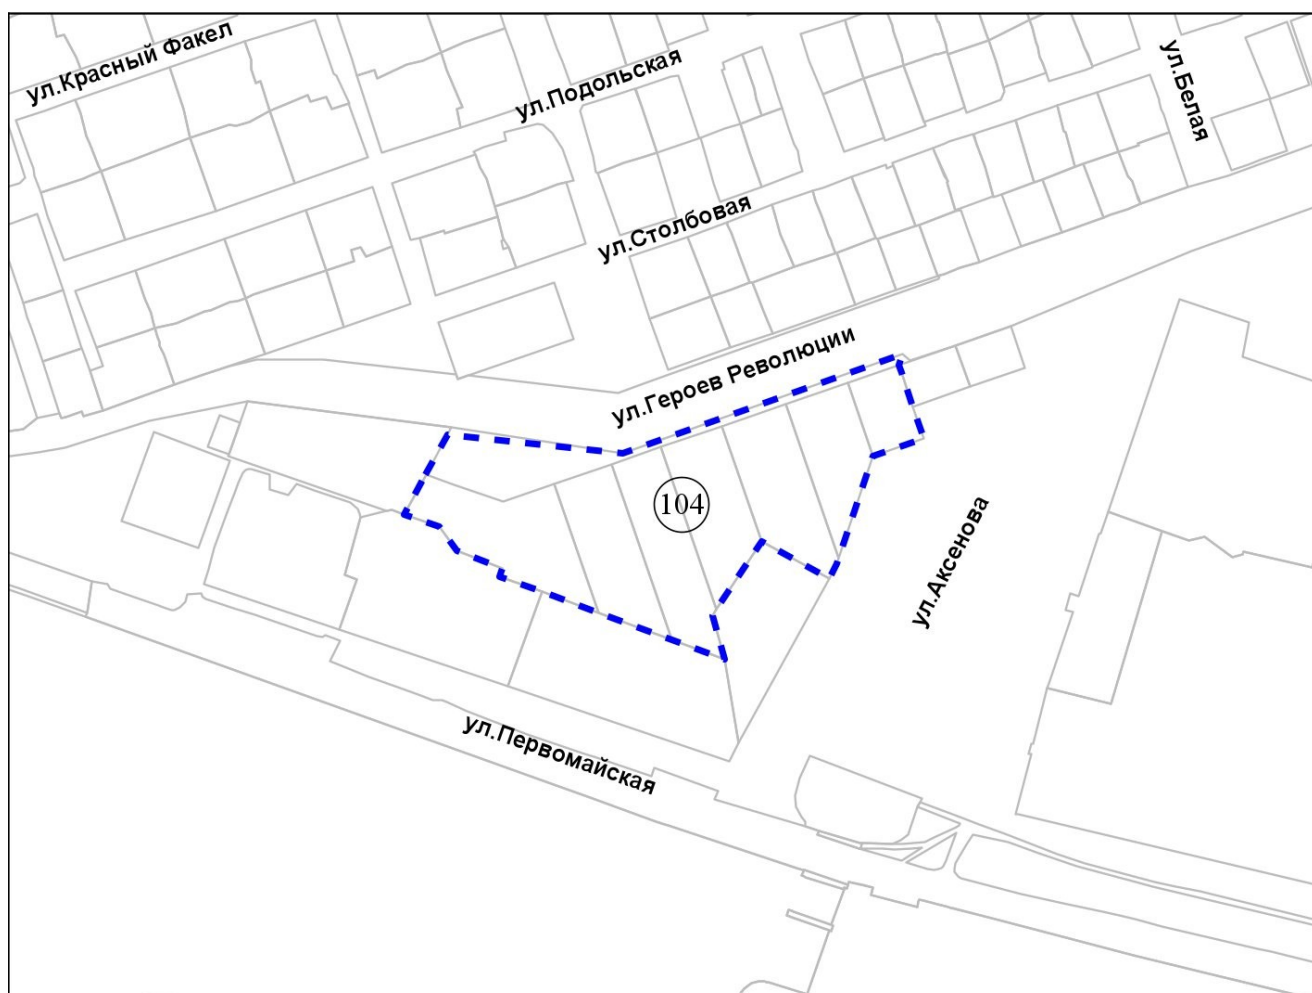 ул.Красный Факел
ул.Подольская
ул.Белая
ул.Столбовая
ул.Героев Революции
104
ул.Аксенова
ул.Первомайская